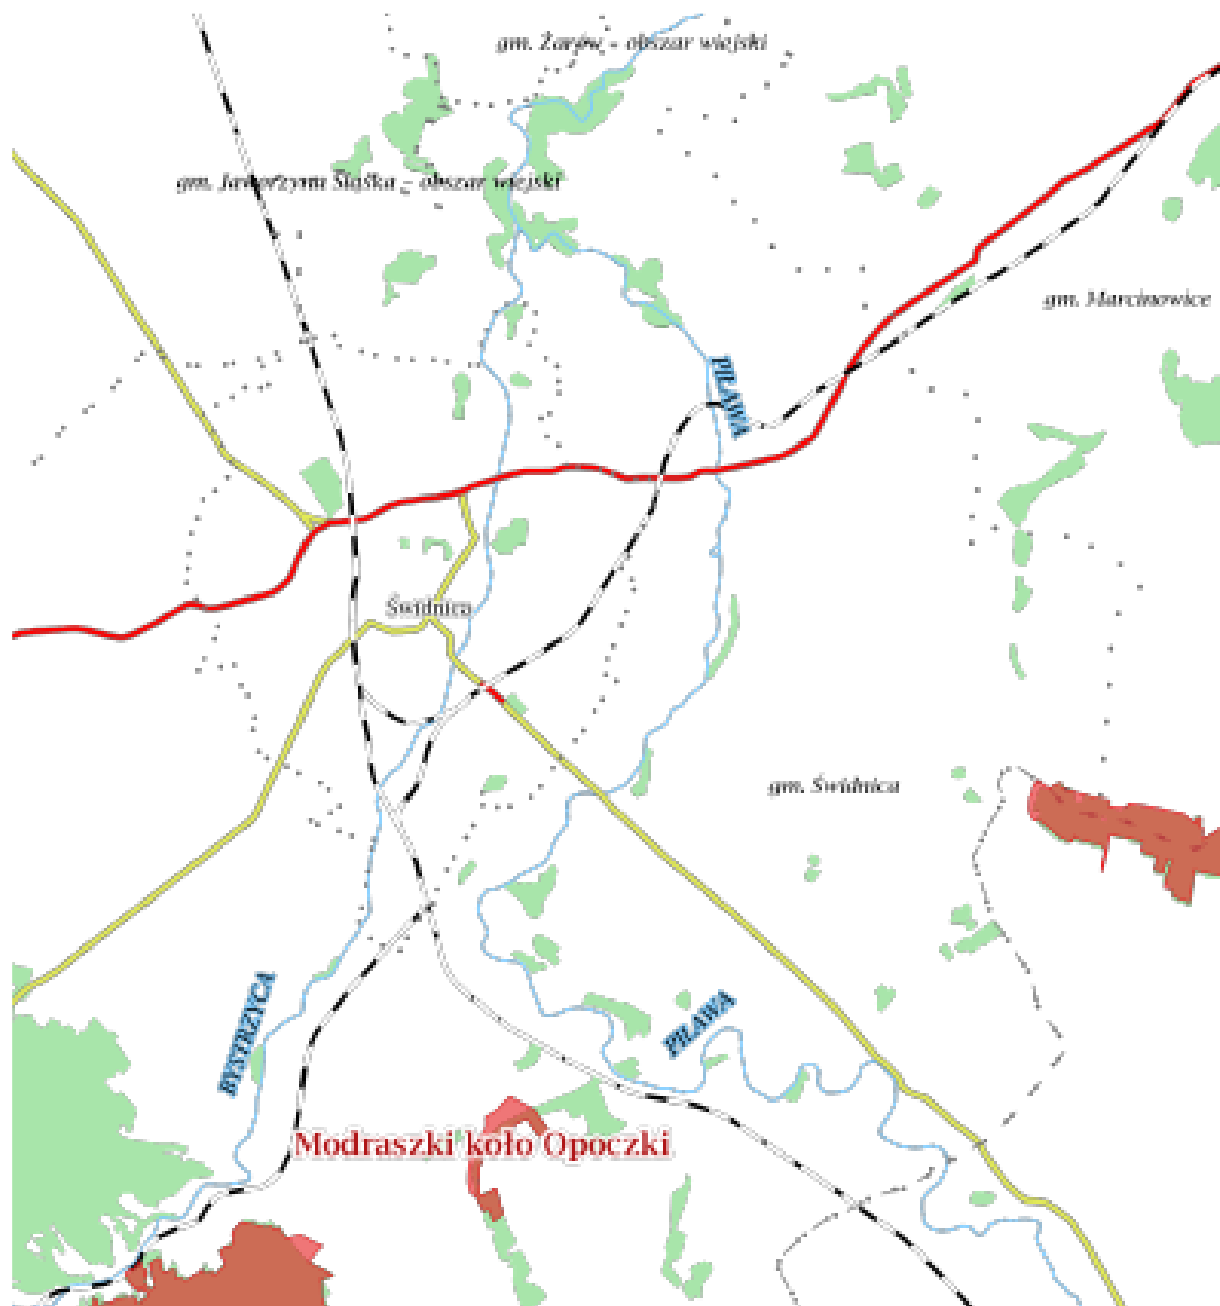 gm. Żarów - obszar wiejski
gm. Jaworzyna Śląska - obszar wiejski
gm. Marcinowice
PIŁAWA
Świdnica
gm. Świdnica
BYSTRZYCA
PIŁAWA
Modraszki koło Opoczki